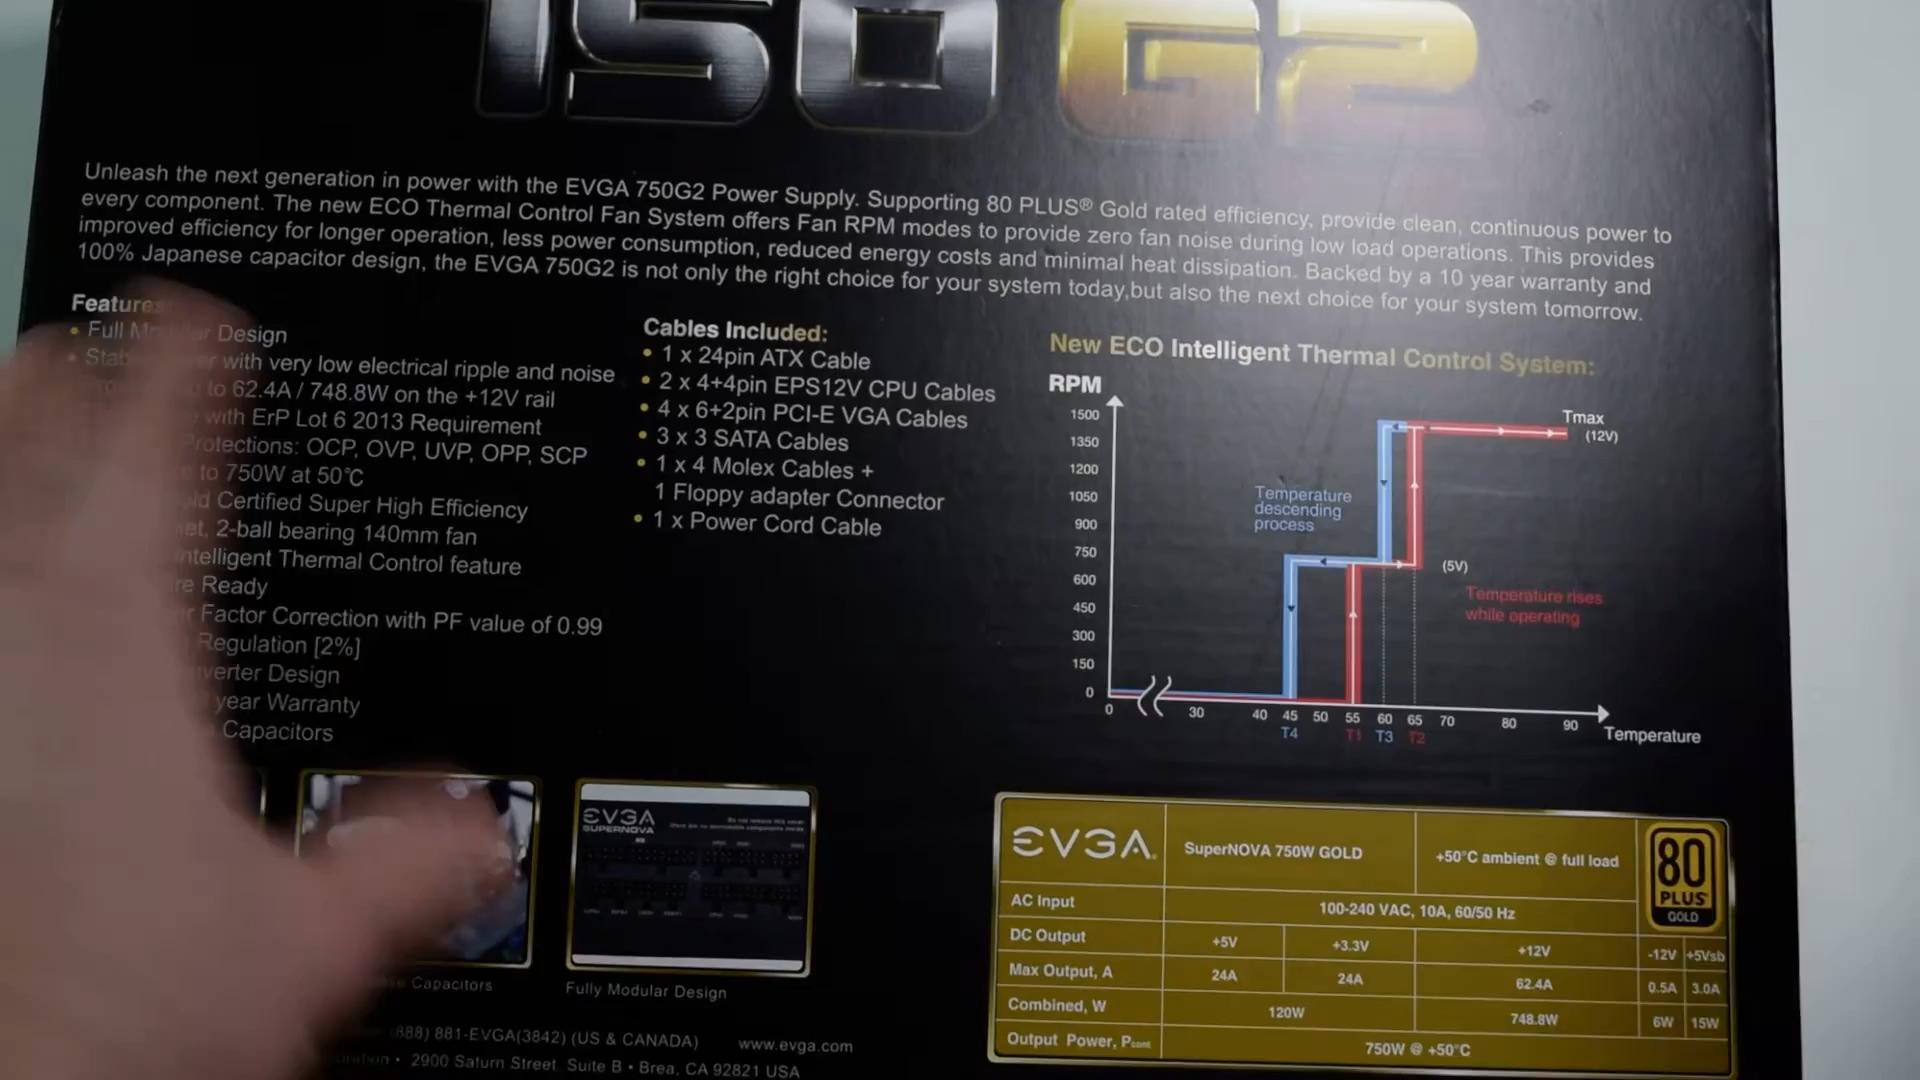 750 G2
Unleash the next generation in power with the EVGA 750G2 Power Supply. Supporting 80 PLUS® Gold rated efficiency, provide clean, continuous power to
every component. The new ECO Thermal Control Fan System offers Fan RPM modes to provide zero fan noise during low load operations. This provides
improved efficiency for longer operation, less power consumption, reduced energy costs and minimal heat dissipation. Backed by a 10 year warranty and
100% Japanese capacitor design, the EVGA 750G2 is not only the right choice for your system today,but also the next choice for your system tomorrow.
Features
Full Design
with very low electrical ripple and noise
to 62.4A / 748.8W on the +12V rail
with ErP Lot 6 2013 Requirement
Protections: OCP, OVP, UVP, OPP, SCP
to 750W at 50℃
Certified Super High Efficiency
2-ball bearing 140mm fan
Intelligent Thermal Control feature
Ready
Factor Correction with PF value of 0.99
Regulation [2%]
Design
year Warranty
Capacitors
Cables Included:
1 x 24pin ATX Cable
2 x 4+4pin EPS12V CPU Cables
4 x 6+2pin PCI-E VGA Cables
3 x 3 SATA Cables
1 x 4 Molex Cables +
1 Floppy adapter Connector
1 x Power Cord Cable
New ECO Intelligent Thermal Control System:
RPM
1500
1350
1200
1050
900
750
600
450
300
150
0
Tmax
(12V)
Temperature
descending
process
(5V)
Temperature rises
while operating
0 30 40 45 50 55 60 65 70 80 90
T4 T1 T3 T2
Temperature
EVGA
SUPERNOVA
Capacitors
Fully Modular Design
(888) 881-EVGA(3842) (US & CANADA) www.evga.com
• 2900 Saturn Street, Suite B • Brea, CA 92821 USA
EVGA SuperNOVA 750W GOLD +50°C ambient @ full load
80 PLUS GOLD
AC Input 100-240 VAC, 10A, 60/50 Hz
DC Output +5V +3.3V +12V -12V +5Vsb
Max Output, A 24A 24A 62.4A 0.5A 3.0A
Combined, W 120W 748.8W 6W 15W
Output Power, Pcont 750W @ +50°C